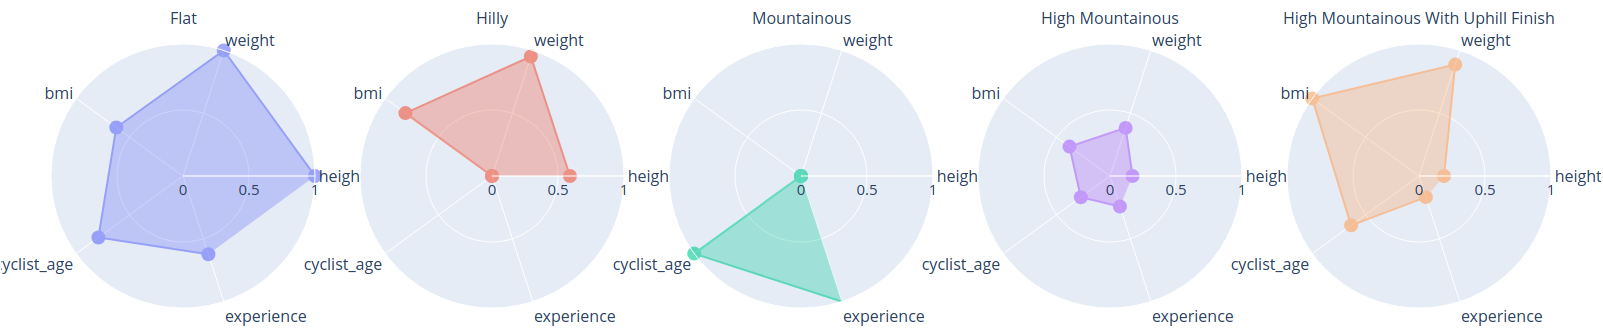 Flat
weight
bmi
heigh
0 0.5 1
yclist_age
experience
Hilly
weight
bmi
heigh
0 0.5 1
cyclist_age
experience
Mountainous
weight
bmi
heigh
0 0.5 1
cyclist_age
experience
High Mountainous
weight
bmi
heigh
0 0.5 1
cyclist_age
experience
High Mountainous With Uphill Finish
weight
bmi
height
0 0.5 1
cyclist_age
experience